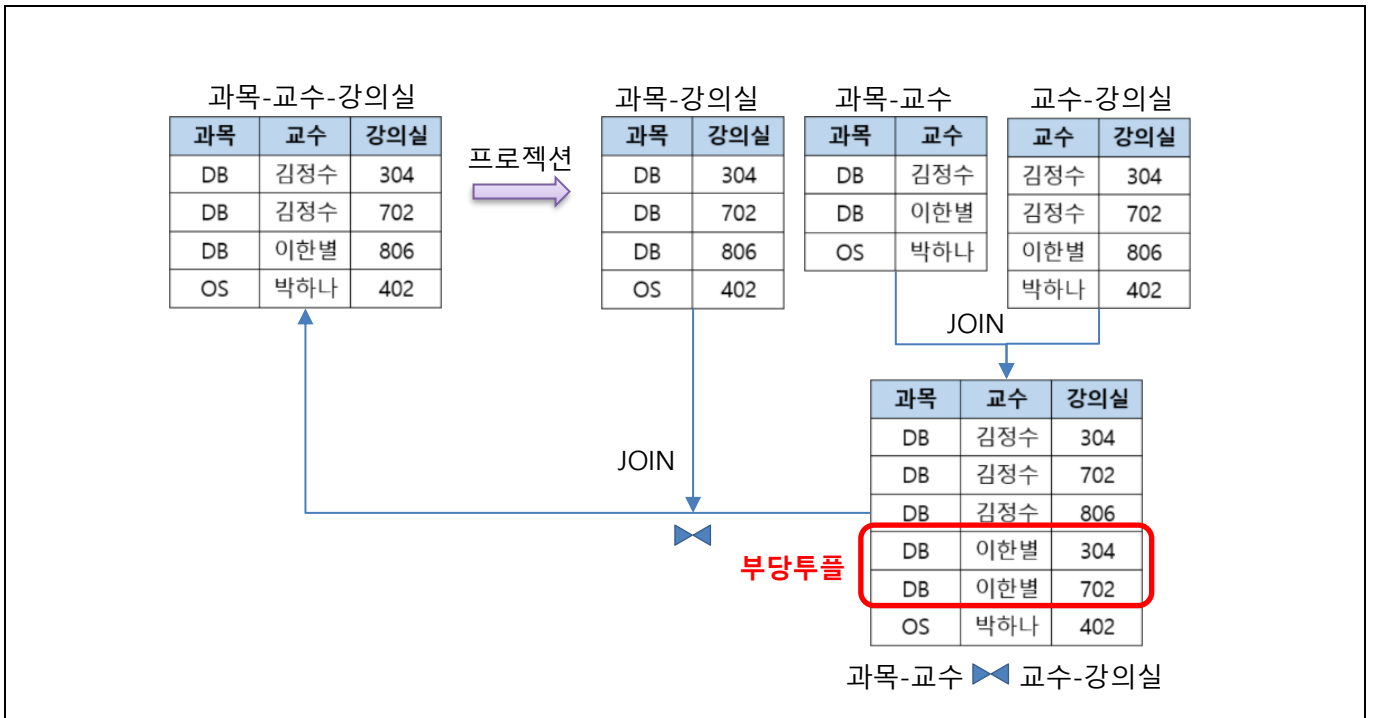 과목-교수-강의실
과목 교수 강의실
DB 김정수 304
DB 김정수 702
DB 이한별 806
OS 박하나 402
프로젝션
과목-강의실
과목 강의실
DB 304
DB 702
DB 806
OS 402
과목-교수
과목 교수
DB 김정수
DB 이한별
OS 박하나
교수-강의실
교수 강의실
김정수 304
김정수 702
이한별 806
박하나 402
JOIN
JOIN
과목 교수 강의실
DB 김정수 304
DB 김정수 702
DB 김정수 806
DB 이한별 304
DB 이한별 702
OS 박하나 402
부당투플
과목-교수 ⋈ 교수-강의실